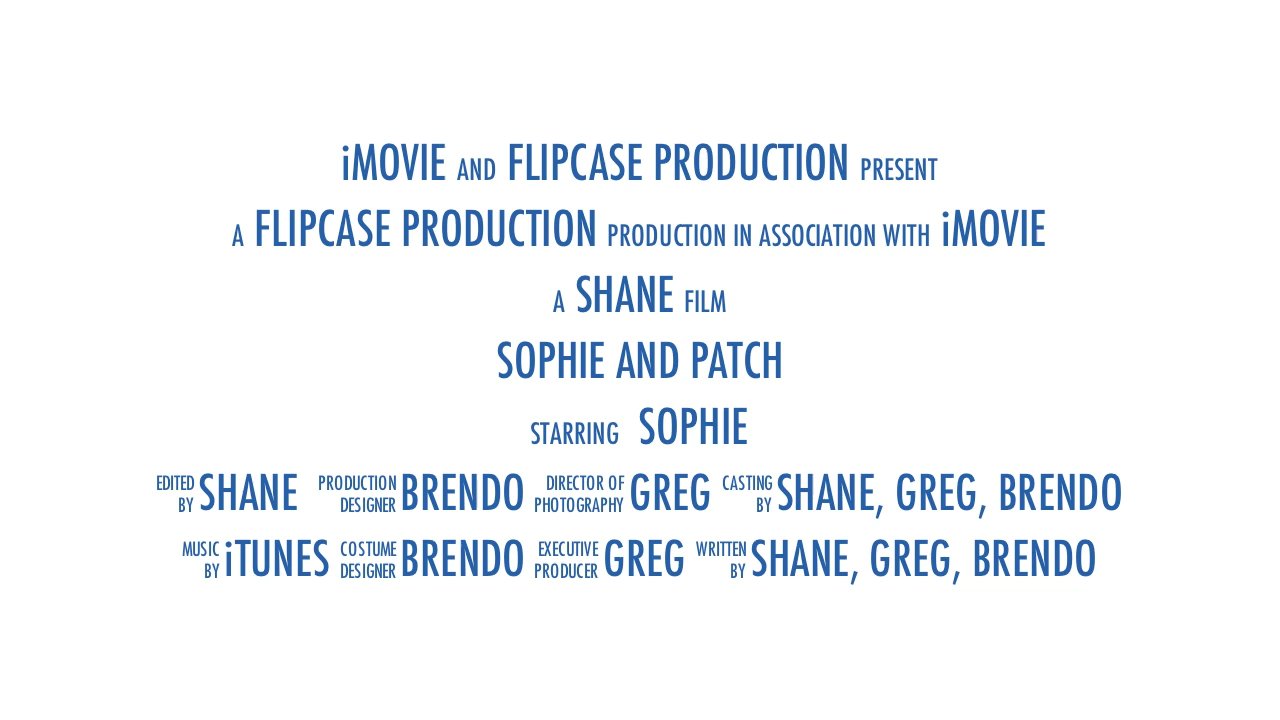 iMOVIE AND FLIPCASE PRODUCTION PRESENT
A FLIPCASE PRODUCTION PRODUCTION IN ASSOCIATION WITH iMOVIE
A SHANE FILM
SOPHIE AND PATCH
STARRING SOPHIE
EDITED BY SHANE PRODUCTION DESIGNER BRENDO DIRECTOR OF PHOTOGRAPHY GREG CASTING BY SHANE, GREG, BRENDO
MUSIC BY iTUNES COSTUME DESIGNER BRENDO EXECUTIVE PRODUCER GREG WRITTEN BY SHANE, GREG, BRENDO